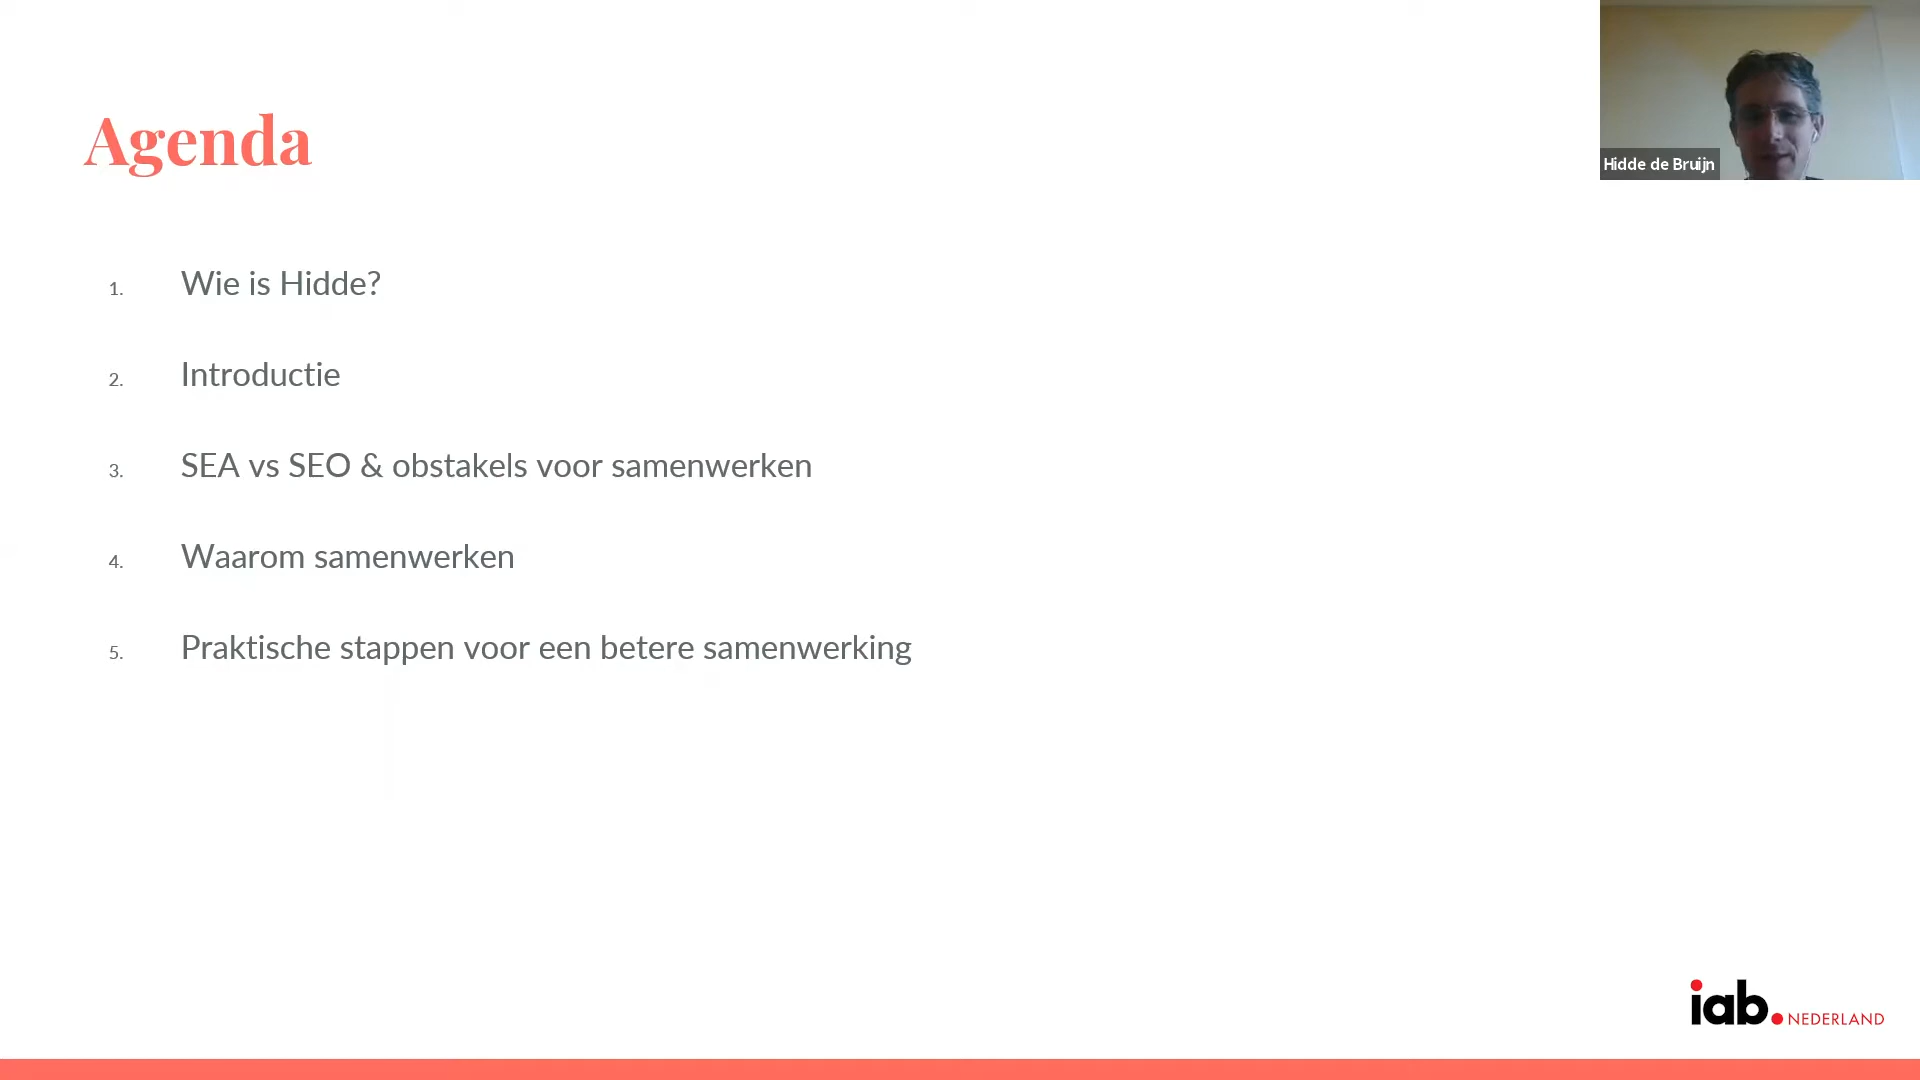 Agenda
Hidde de Bruijn
1. Wie is Hidde?
2. Introductie
3. SEA vs SEO & obstakels voor samenwerken
4. Waarom samenwerken
5. Praktische stappen voor een betere samenwerking
iab. NEDERLAND